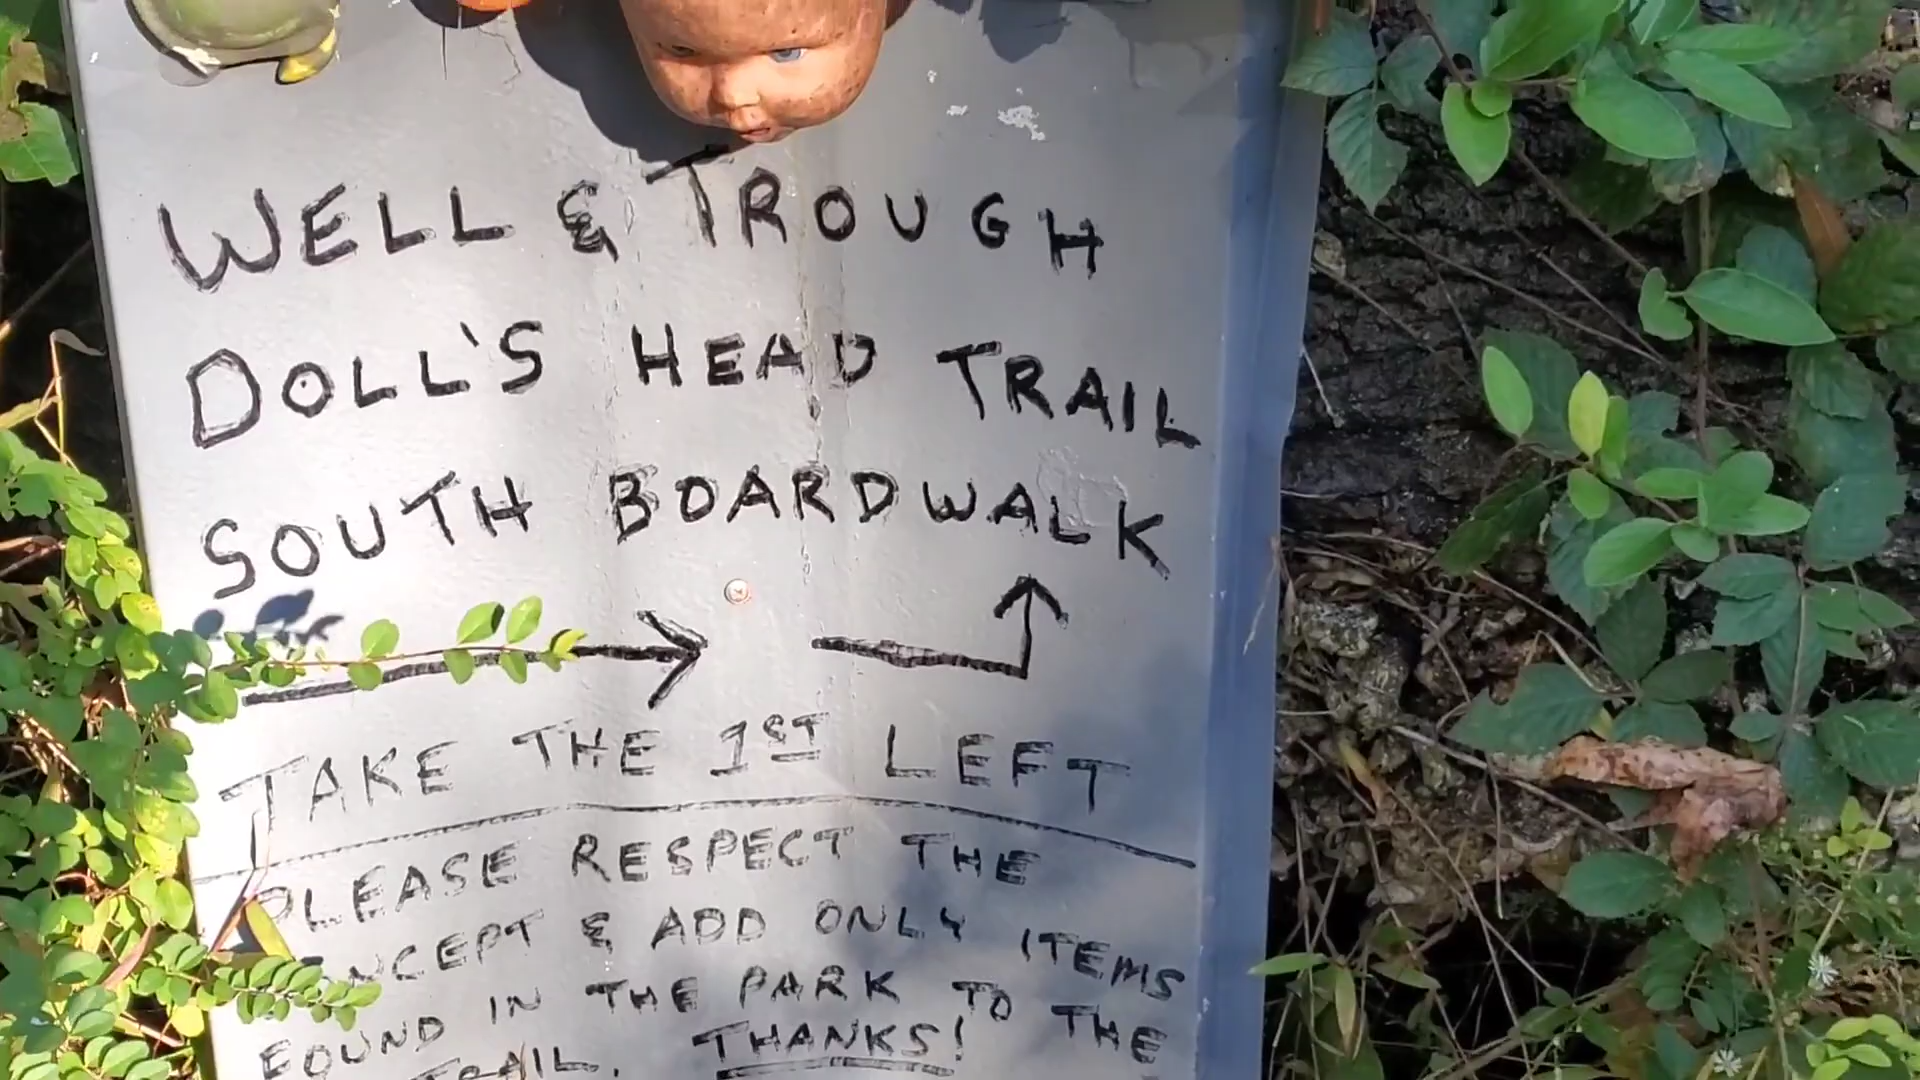 WELL & TROUGH
DOLL'S HEAD TRAIL
SOUTH BOARDWALK
TAKE THE 1ST LEFT
PLEASE RESPECT THE
CONCEPT & ADD ONLY ITEMS
FOUND IN THE PARK TO THE
TRAIL. THANKS!